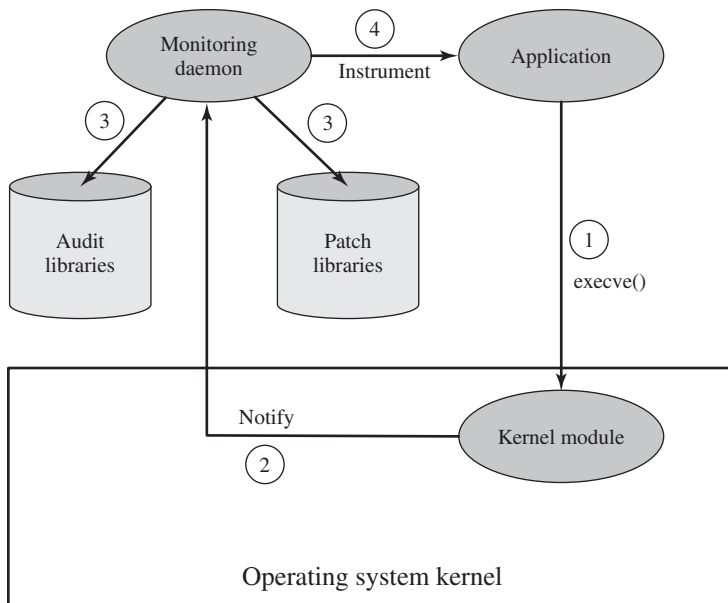 Monitoring
daemon
4
Instrument
Application
3
3
Audit
libraries
Patch
libraries
1
execve()
Notify
2
Kernel module
Operating system kernel